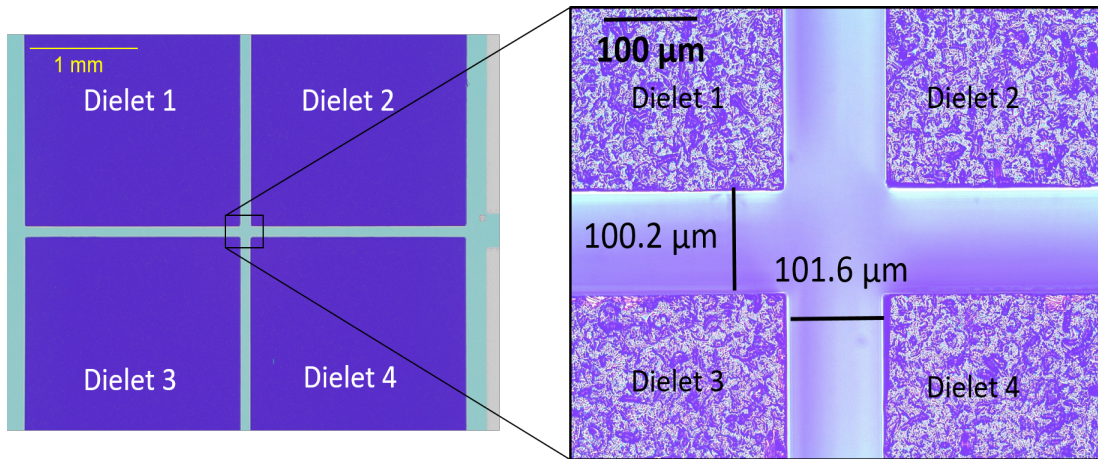 1 mm
Dielet 1
Dielet 2
Dielet 3
Dielet 4
100 µm
Dielet 1
Dielet 2
100.2 µm
101.6 µm
Dielet 3
Dielet 4